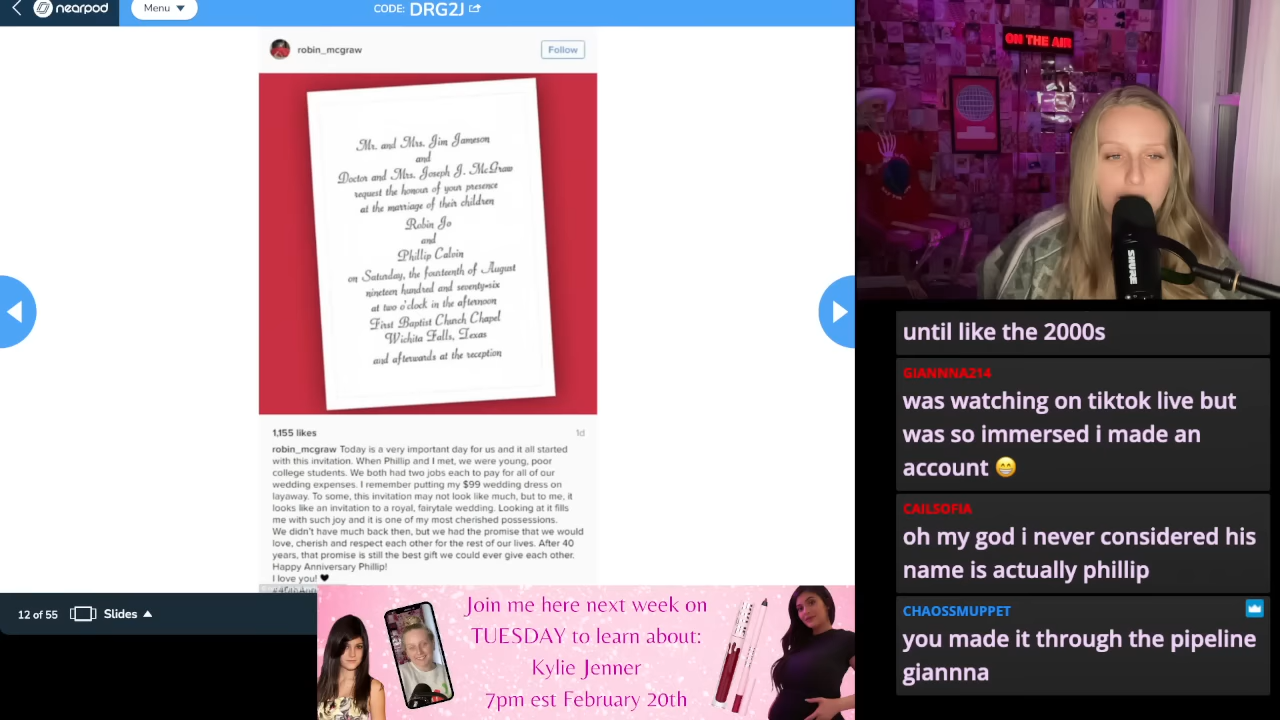 nearpod
Menu
CODE: DRG2J
robin_mcgraw
Follow
Mr. and Mrs. Jim Jameson
and
Doctor and Mrs. Joseph J. McGraw
request the honour of your presence
at the marriage of their children
Robin Jo
and
Phillip Calvin
on Saturday, the fourteenth of August
nineteen hundred and seventy-six
at two o'clock in the afternoon
First Baptist Church Chapel
Wichita Falls, Texas
and afterwards at the reception
1,155 likes
1d
robin_mcgraw Today is a very important day for us and it all started
with this invitation. When Phillip and I met, we were young, poor
college students. We both had two jobs each to pay for all of our
wedding expenses. I remember putting my $99 wedding dress on
layaway. To some, this invitation may not look like much, but to me, it
looks like an invitation to a royal, fairytale wedding. Looking at it fills
me with such joy and it is one of my most cherished possessions.
We didn't have much back then, but we had the promise that we would
love, cherish and respect each other for the rest of our lives. After 40
years, that promise is still the best gift we could ever give each other.
Happy Anniversary Phillip!
I love you! 🖤
12 of 55
Slides
Join me here next week on
TUESDAY to learn about:
Kylie Jenner
7pm est February 20th
ON THE AIR
SHURE
until like the 2000s
GIANNNA214
was watching on tiktok live but
was so immersed i made an
account 😁
CAILSOFIA
oh my god i never considered his
name is actually phillip
CHAOSSMUPPET
you made it through the pipeline
giannna